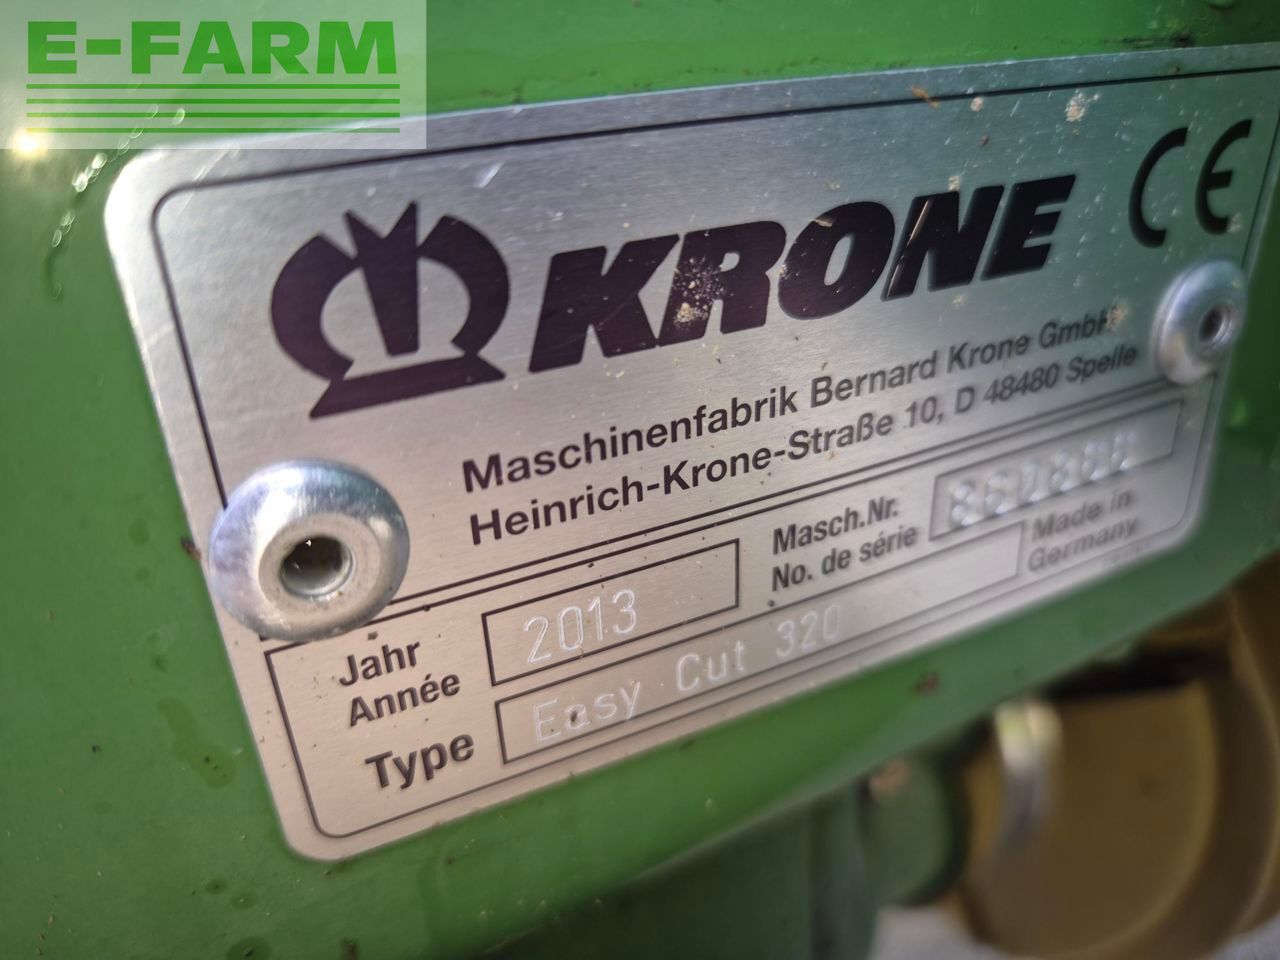 E-FARM
KRONE
CE
Maschinenfabrik Bernard Krone GmbH
Heinrich-Krone-Straße 10, D 48480 Spelle
Masch.Nr.
No. de série
Made in
Germany
Jahr
Année
2013
Type
Easy Cut 320